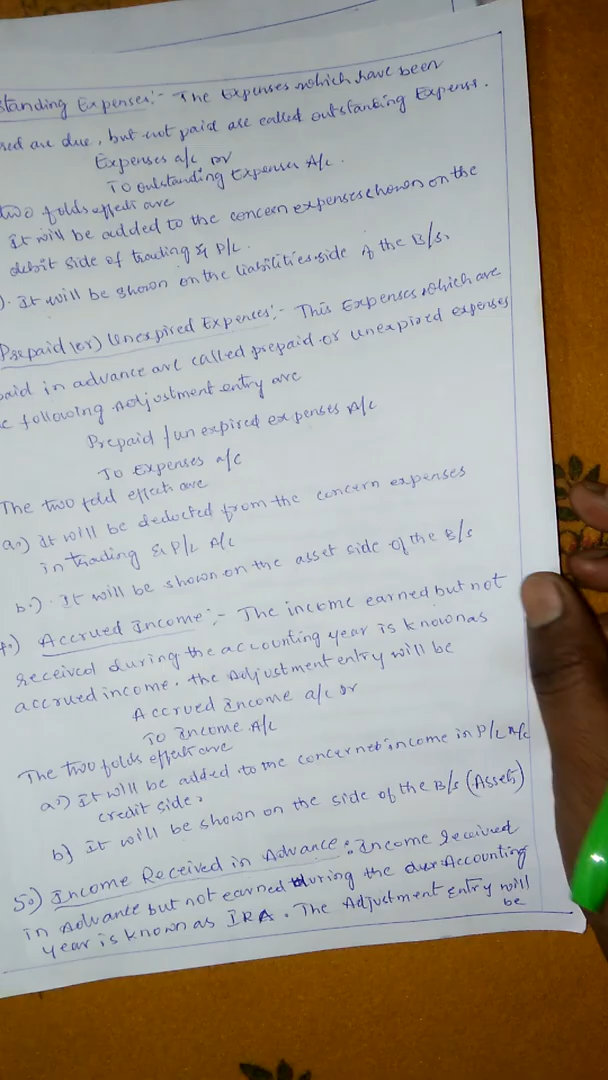 standing Expenses:- The Expenses which have been
sed are due, but not paid are called outstanking Expenses.
Expenses a/c Dr
To outstanding Expenses A/c.
two folds effects are
It will be added to the concern expenses shown on the
debit side of trading & P/L.
). It will be shown on the liabilities side of the B/s.
Prepaid (or) Unexpired Expences:- This Expenses which are
paid in advance are called prepaid or unexpired expenses
e following Adjustment entry are
Prepaid / un expired expenses A/c
To Expenses a/c
The two fold effects are
a.) It will be deducted from the concern expenses
in trading & P/L A/c
b.). It will be shown on the asset side of the B/s
4.) Accrued Income:- The income earned but not
received during the accounting year is known as
accrued income. the Adjustment entry will be
Accrued income a/c Dr
To Income A/c
The two folds effects are
a.) It will be added to the concerned income in P/L A/c
credit side.
b) It will be shown on the side of the B/s (Assets)
5.) Income Received in Advance: Income received
in Advance but not earned during the dur Accounting
year is known as IRA. The Adjustment Entry will
be